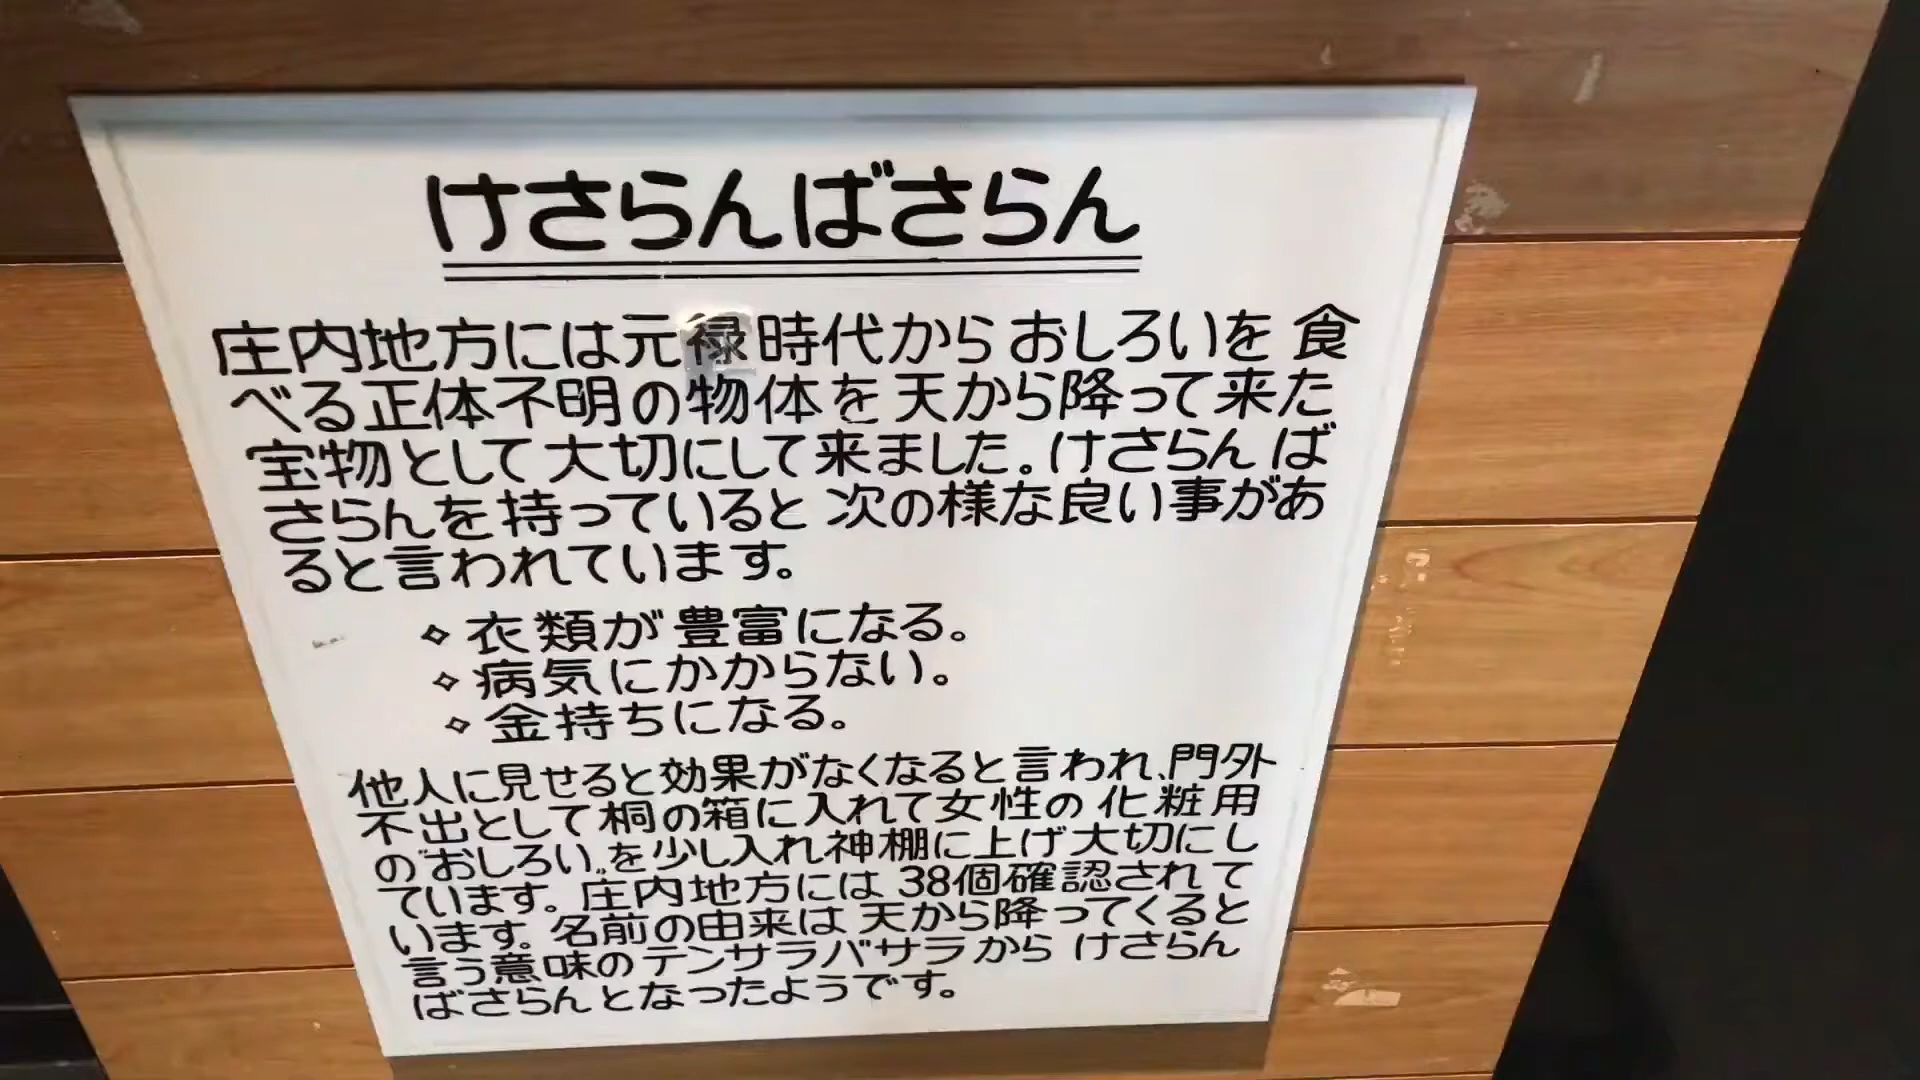 けさらんばさらん
庄内地方には元禄時代からおしろいを食
べる正体不明の物体を天から降って来た
宝物として大切にして来ました。けさらんば
さらんを持っていると次の様な良い事があ
ると言われています。
⟡ 衣類が豊富になる。
⟡ 病気にかからない。
⟡ 金持ちになる。
他人に見せると効果がなくなると言われ、門外
不出として桐の箱に入れて女性の化粧用
の"おしろい"を少し入れ神棚に上げ大切にし
ています。庄内地方には38個確認されて
います。名前の由来は天から降ってくると
言う意味のテンサラバサラからけさらん
ばさらんとなったようです。